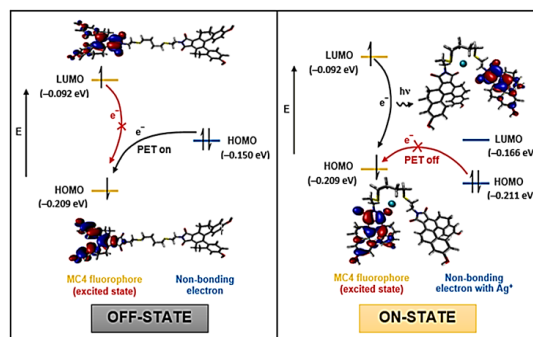 LUMO
(−0.092 eV)
E
e⁻
e⁻
PET on
HOMO
(−0.150 eV)
HOMO
(−0.209 eV)
MC4 fluorophore
(excited state)
Non-bonding
electron
OFF-STATE
LUMO
(−0.092 eV)
E
e⁻
hν
LUMO
(−0.166 eV)
e⁻
PET off
HOMO
(−0.209 eV)
HOMO
(−0.211 eV)
MC4 fluorophore
(excited state)
Non-bonding
electron with Ag⁺
ON-STATE